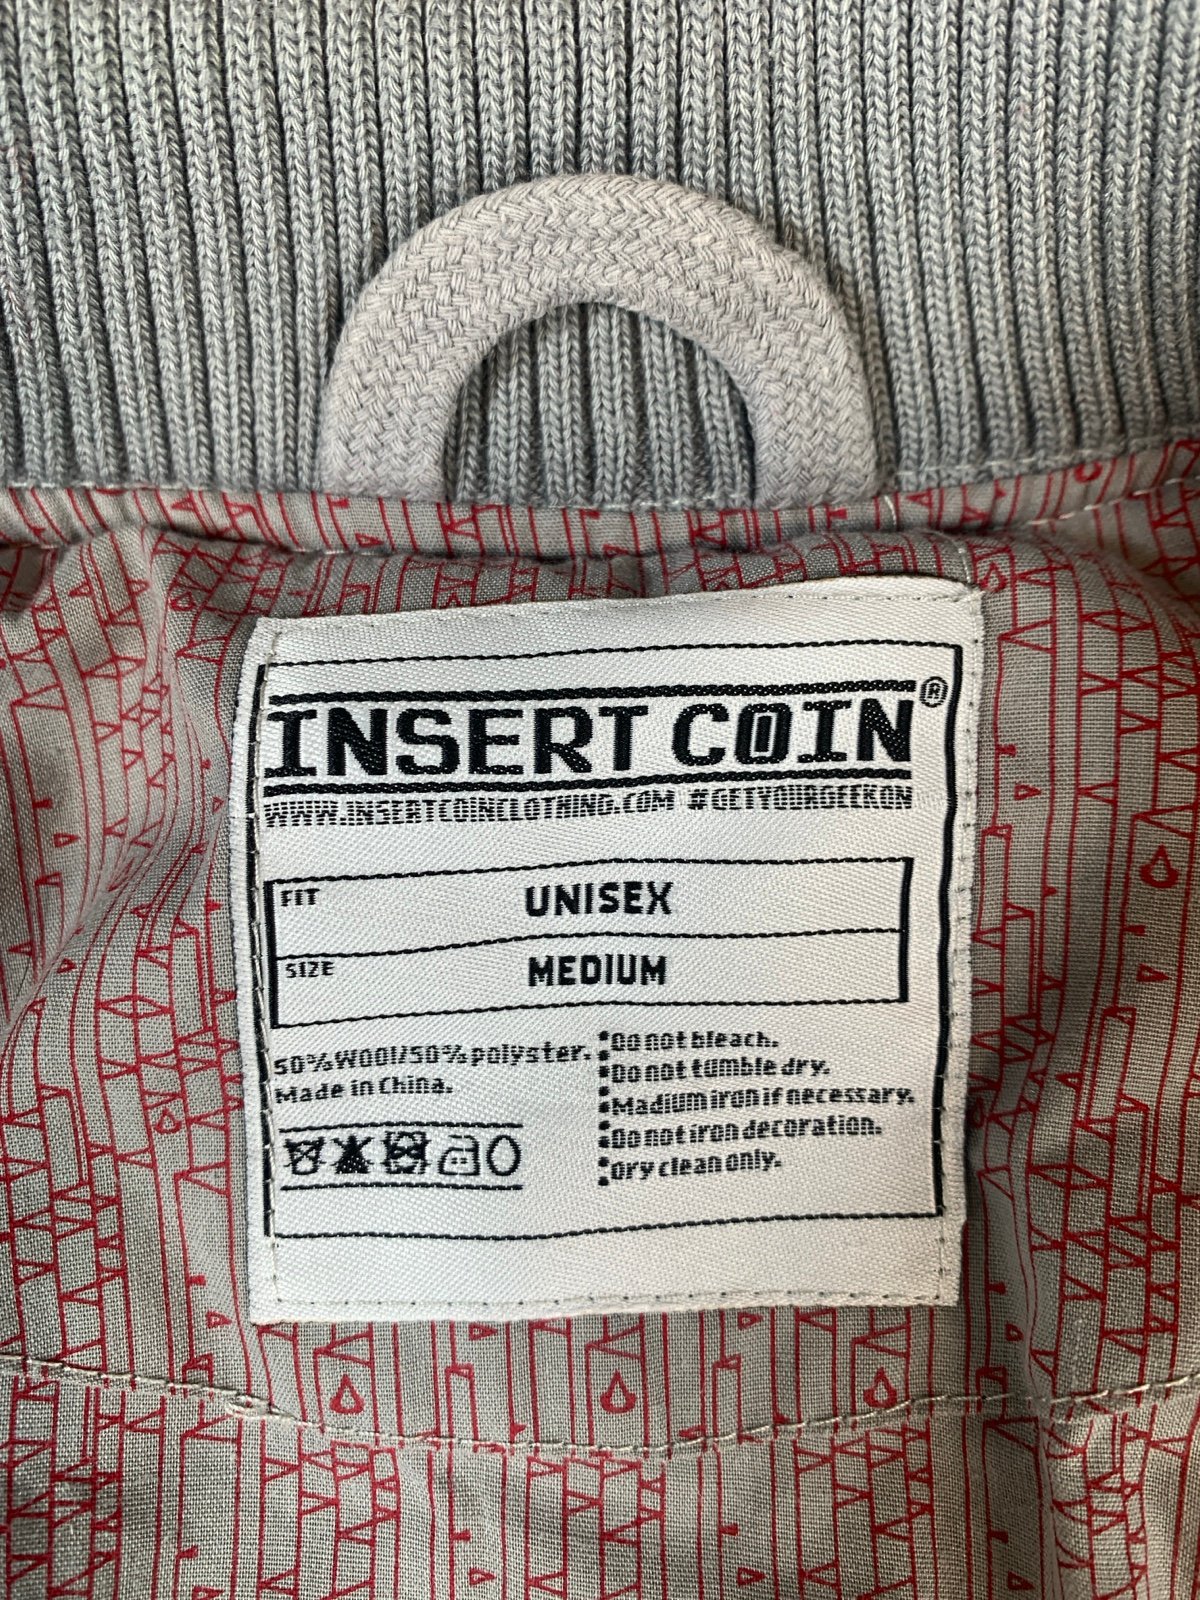 INSERT COIN®
WWW.INSERTCOINCLOTHING.COM #GETYOURGEEKON
FIT UNISEX
SIZE MEDIUM
50%WOOl/50% polyster.
Made in China.
Do not bleach.
Do not tumble dry.
Madium iron if necessary.
Do not iron decoration.
Dry clean only.